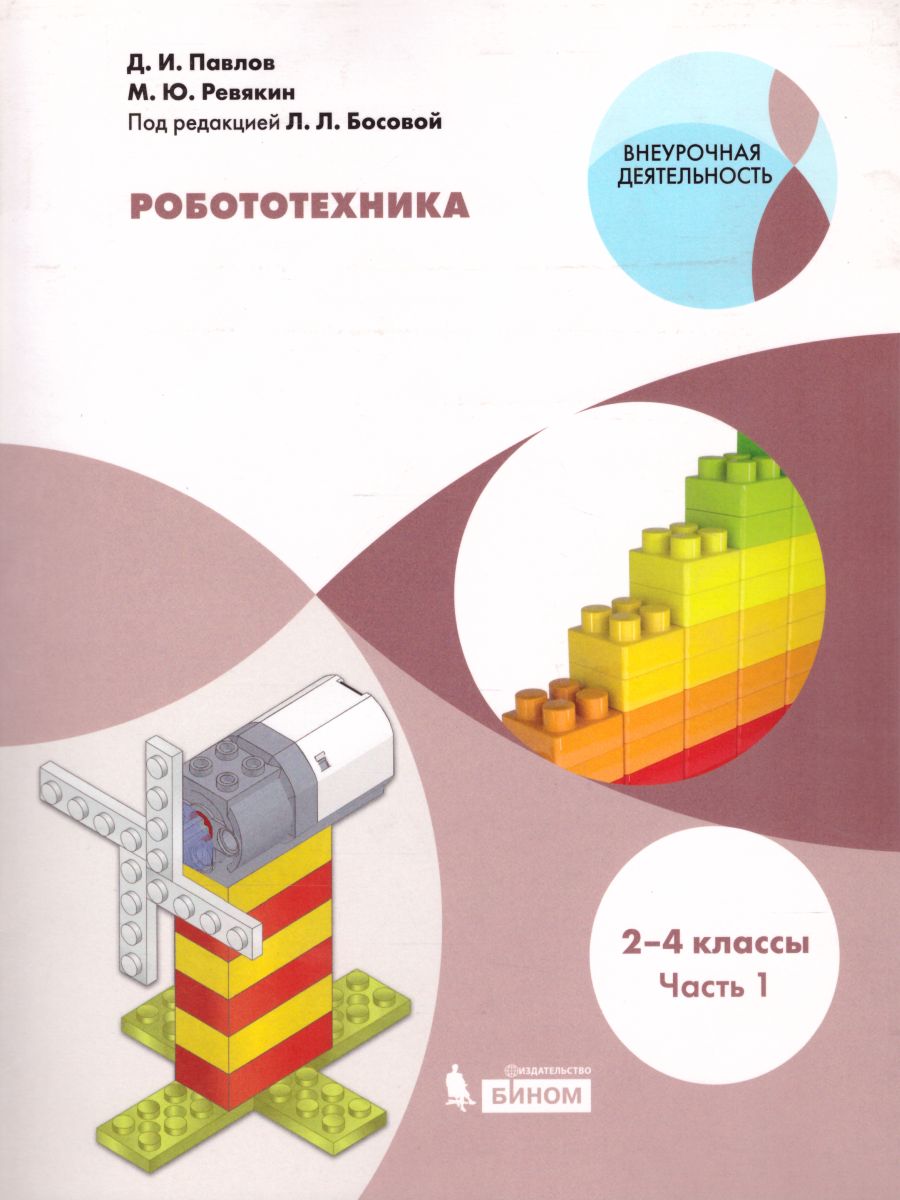 Д. И. Павлов
М. Ю. Ревякин
Под редакцией Л. Л. Босовой
РОБОТОТЕХНИКА
ВНЕУРОЧНАЯ
ДЕЯТЕЛЬНОСТЬ
2–4 классы
Часть 1
ИЗДАТЕЛЬСТВО
БИНОМ